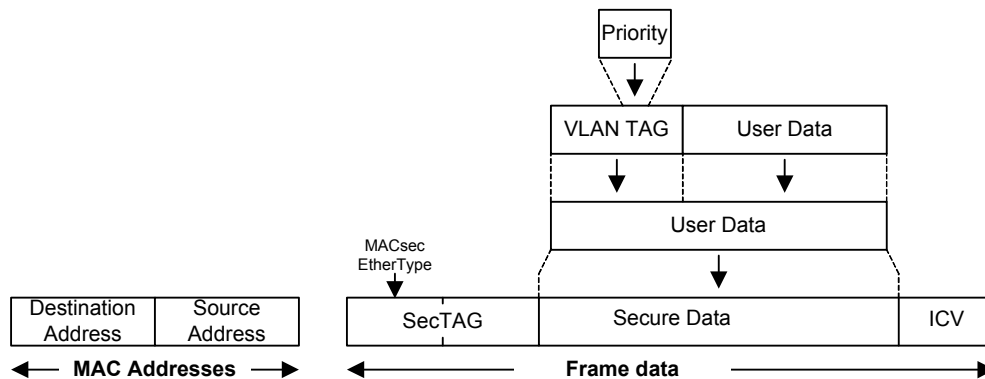 Priority
VLAN TAG
User Data
User Data
MACsec
EtherType
Destination
Address
Source
Address
SecTAG
Secure Data
ICV
MAC Addresses
Frame data